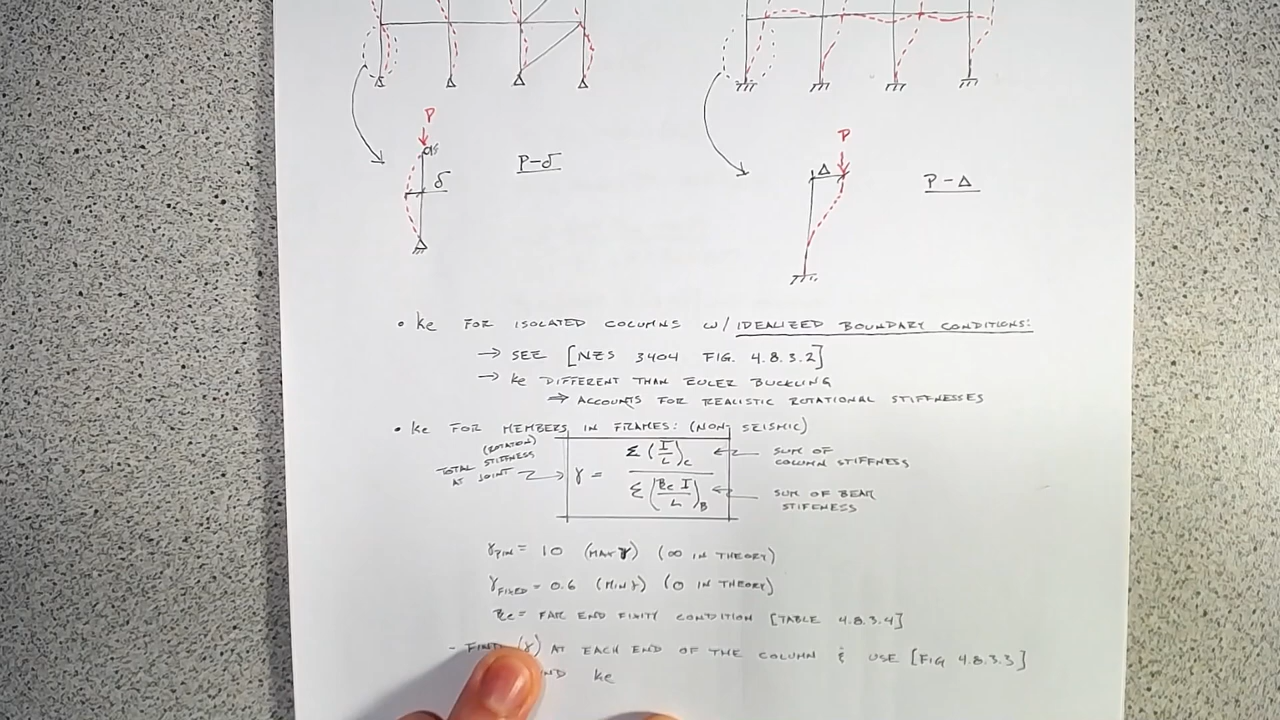 P
P
P-δ
δ
Δ
P-Δ
• ke FOR ISOLATED COLUMNS W/ IDEALIZED BOUNDARY CONDITIONS:
→ SEE [NZS 3404 FIG. 4.8.3.2]
→ ke DIFFERENT THAN EULER BUCKLING
⇒ ACCOUNTS FOR REALISTIC ROTATIONAL STIFFNESSES
• ke FOR MEMBERS IN FRAMES: (NON-SEISMIC)
(ROTATION)
TOTAL STIFFNESS
AT JOINT →
γ = Σ(I/L)c / Σ(βe I/L)B
← SUM OF
COLUMN STIFFNESS
← SUM OF BEAM
STIFFNESS
γPIN = 10 (MAX γ) (∞ IN THEORY)
γFIXED = 0.6 (MIN γ) (0 IN THEORY)
βe = FAR END FIXITY CONDITION [TABLE 4.8.3.4]
- FIND (γ) AT EACH END OF THE COLUMN & USE [FIG 4.8.3.3]
ke